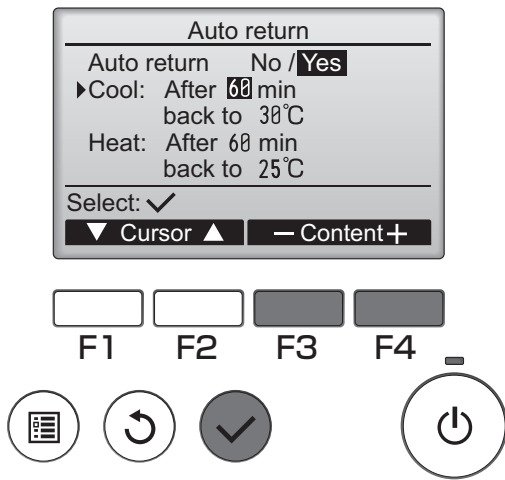 Auto return
Auto return No / Yes
Cool: After 60 min
back to 30℃
Heat: After 60 min
back to 25℃
Select: ✓
▼ Cursor ▲ − Content +
F1 F2 F3 F4